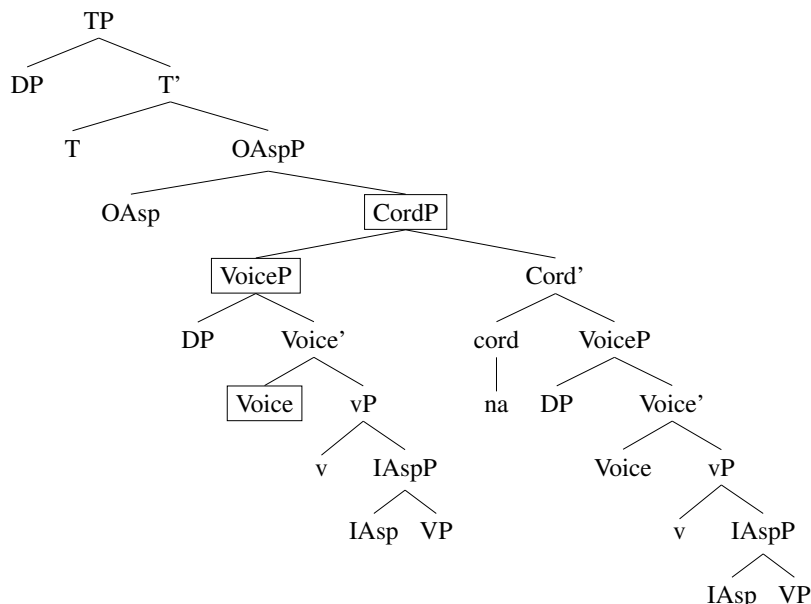 TP
DP T’
T OAspP
OAsp CordP
VoiceP Cord’
DP Voice’ cord VoiceP
Voice vP na DP Voice’
v IAspP Voice vP
IAsp VP v IAspP
IAsp VP